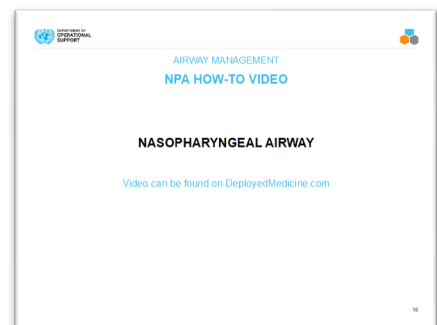 DEPARTMENT OF
OPERATIONAL
SUPPORT
AIRWAY MANAGEMENT
NPA HOW-TO VIDEO
NASOPHARYNGEAL AIRWAY
Video can be found on DeployedMedicine.com
16